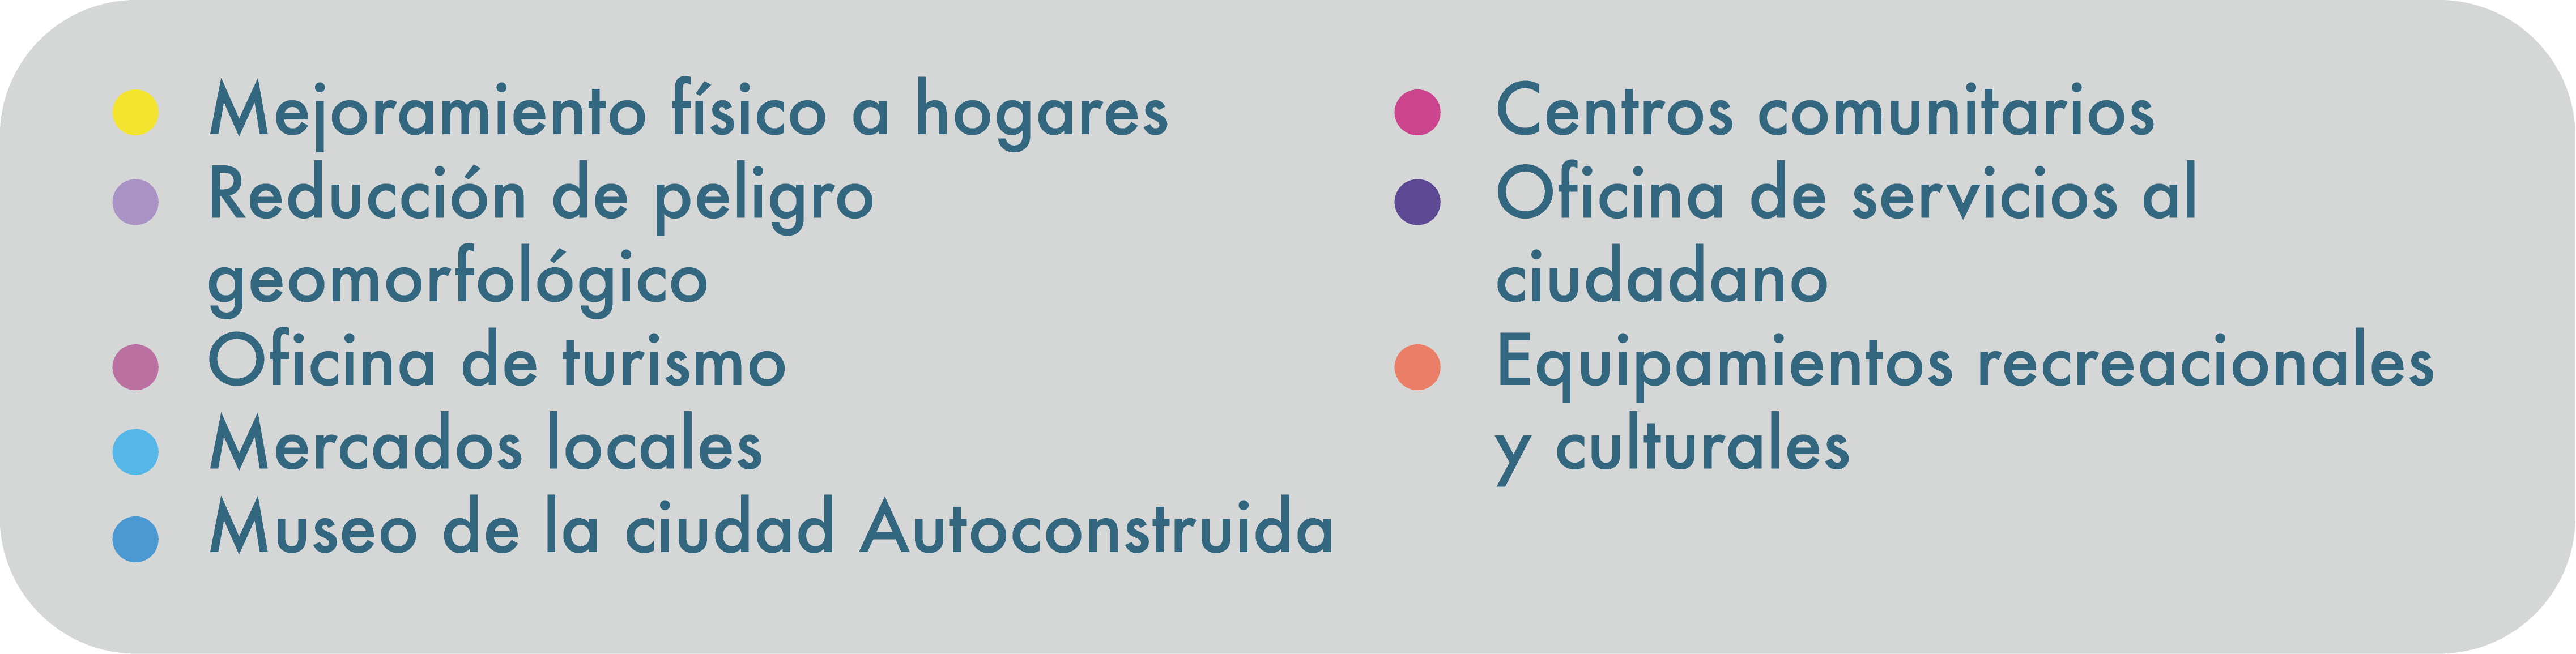 Mejoramiento físico a hogares
Reducción de peligro
geomorfológico
Oficina de turismo
Mercados locales
Museo de la ciudad Autoconstruida
Centros comunitarios
Oficina de servicios al
ciudadano
Equipamientos recreacionales
y culturales